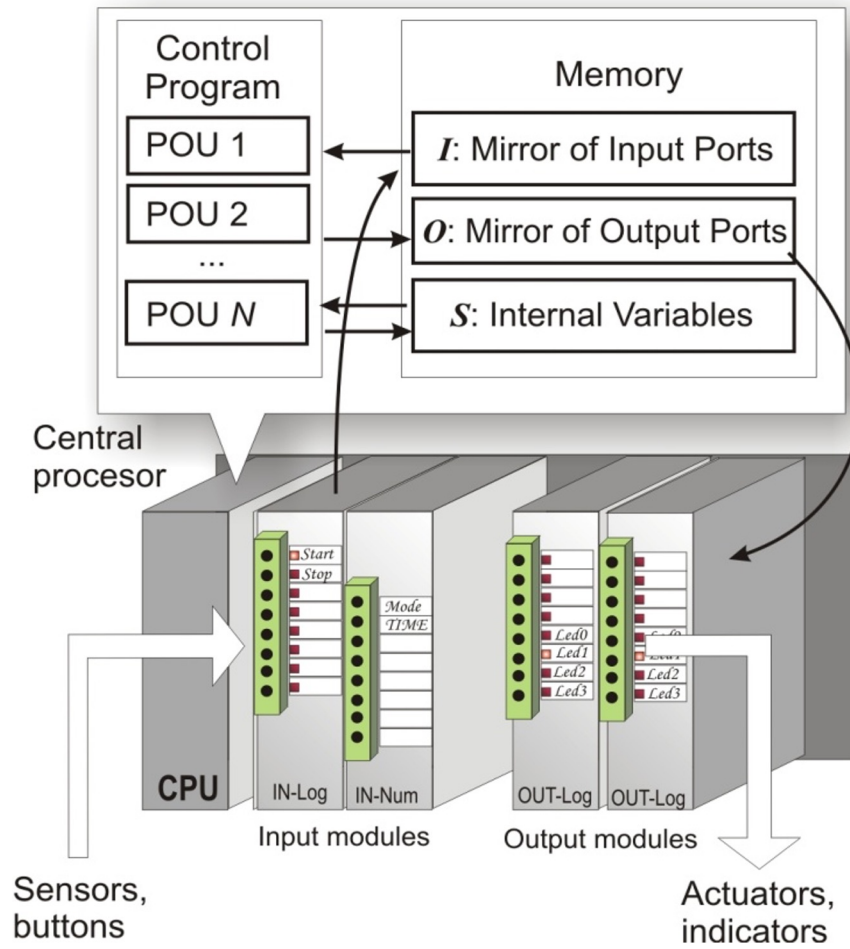 Control
Program
POU 1
POU 2
...
POU N
Memory
I: Mirror of Input Ports
O: Mirror of Output Ports
S: Internal Variables
Central
procesor
Start
Stop
Mode
TIME
Led0
Led1
Led2
Led3
Led2
Led3
CPU
IN-Log
IN-Num
OUT-Log
OUT-Log
Input modules
Output modules
Sensors,
buttons
Actuators,
indicators